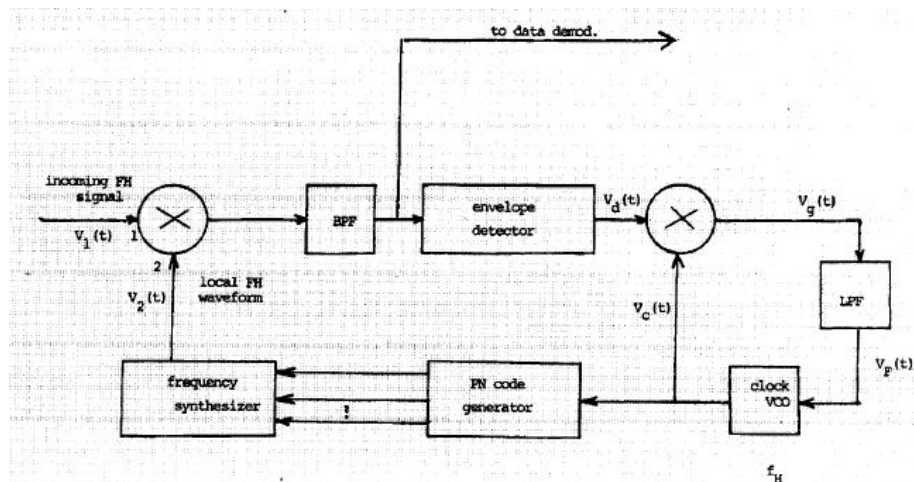 to data demod.
incoming FH
signal
V1(t)
1
2
V2(t)
local FH
waveform
BPF
envelope
detector
Vd(t)
Vg(t)
Vc(t)
LPF
VF(t)
frequency
synthesizer
PN code
generator
clock
VCO
fH